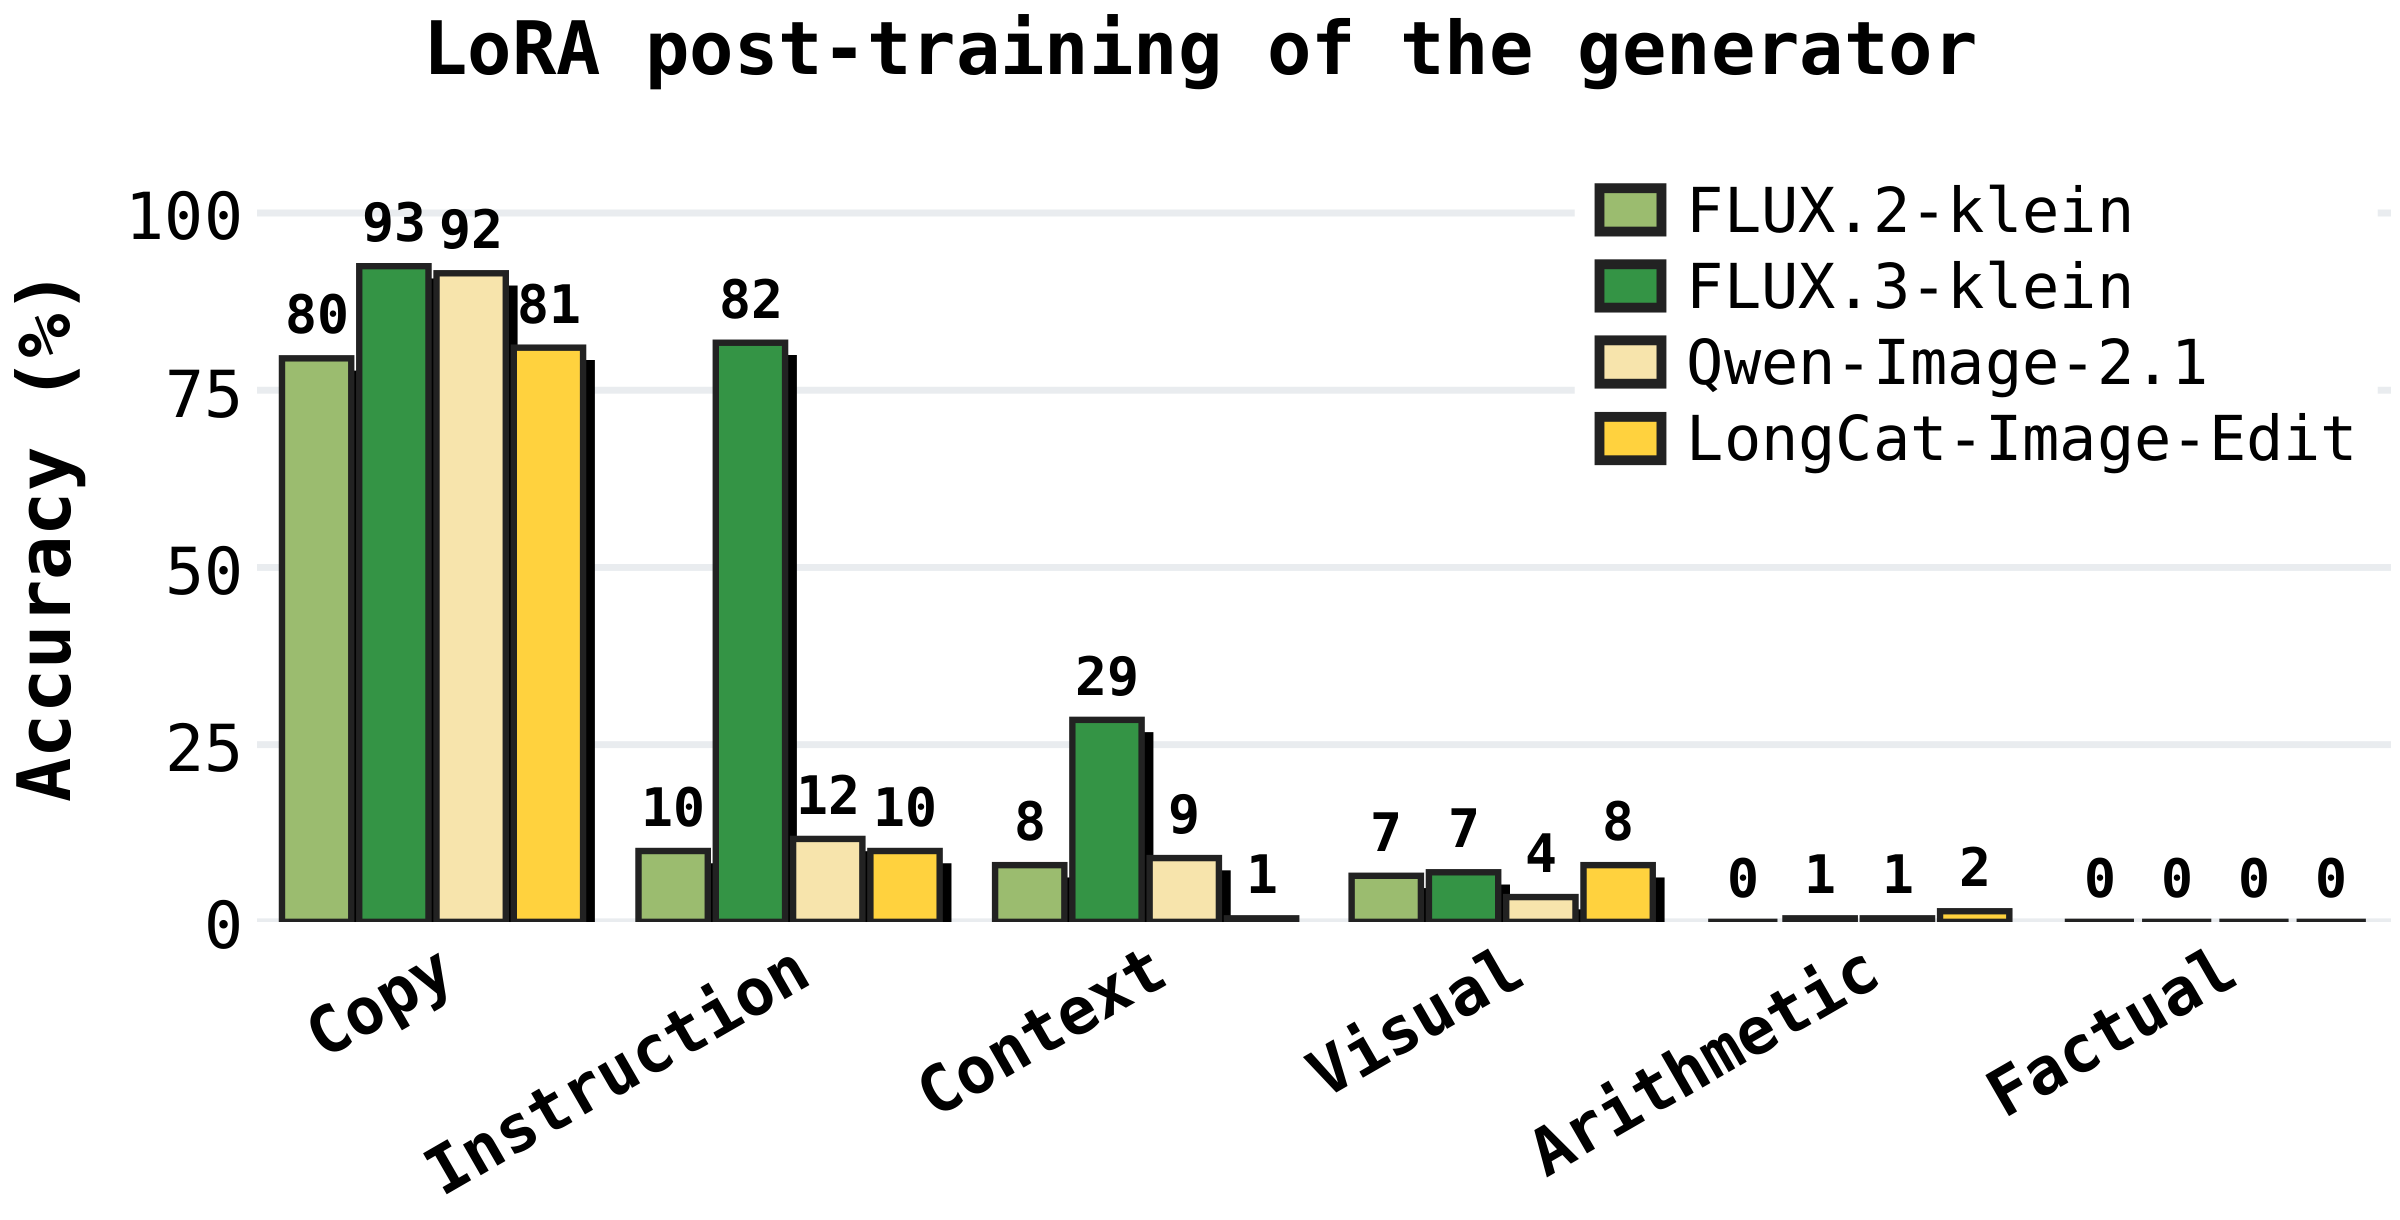 LoRA post-training of the generator
Accuracy (%)
100
75
50
25
0
FLUX.2-klein
FLUX.3-klein
Qwen-Image-2.1
LongCat-Image-Edit
80 93 92 81
10 82 12 10
8 29 9 1
7 7 4 8
0 1 1 2
0 0 0 0
Copy
Instruction
Context
Visual
Arithmetic
Factual